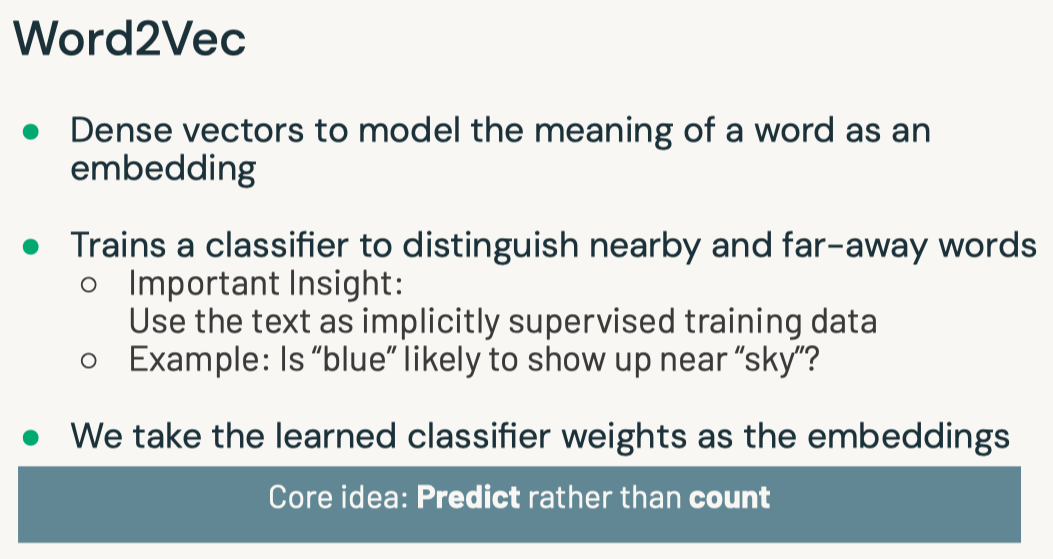 Word2Vec
● Dense vectors to model the meaning of a word as an
embedding
● Trains a classifier to distinguish nearby and far-away words
○ Important Insight:
Use the text as implicitly supervised training data
○ Example: Is “blue” likely to show up near “sky”?
● We take the learned classifier weights as the embeddings
Core idea: Predict rather than count